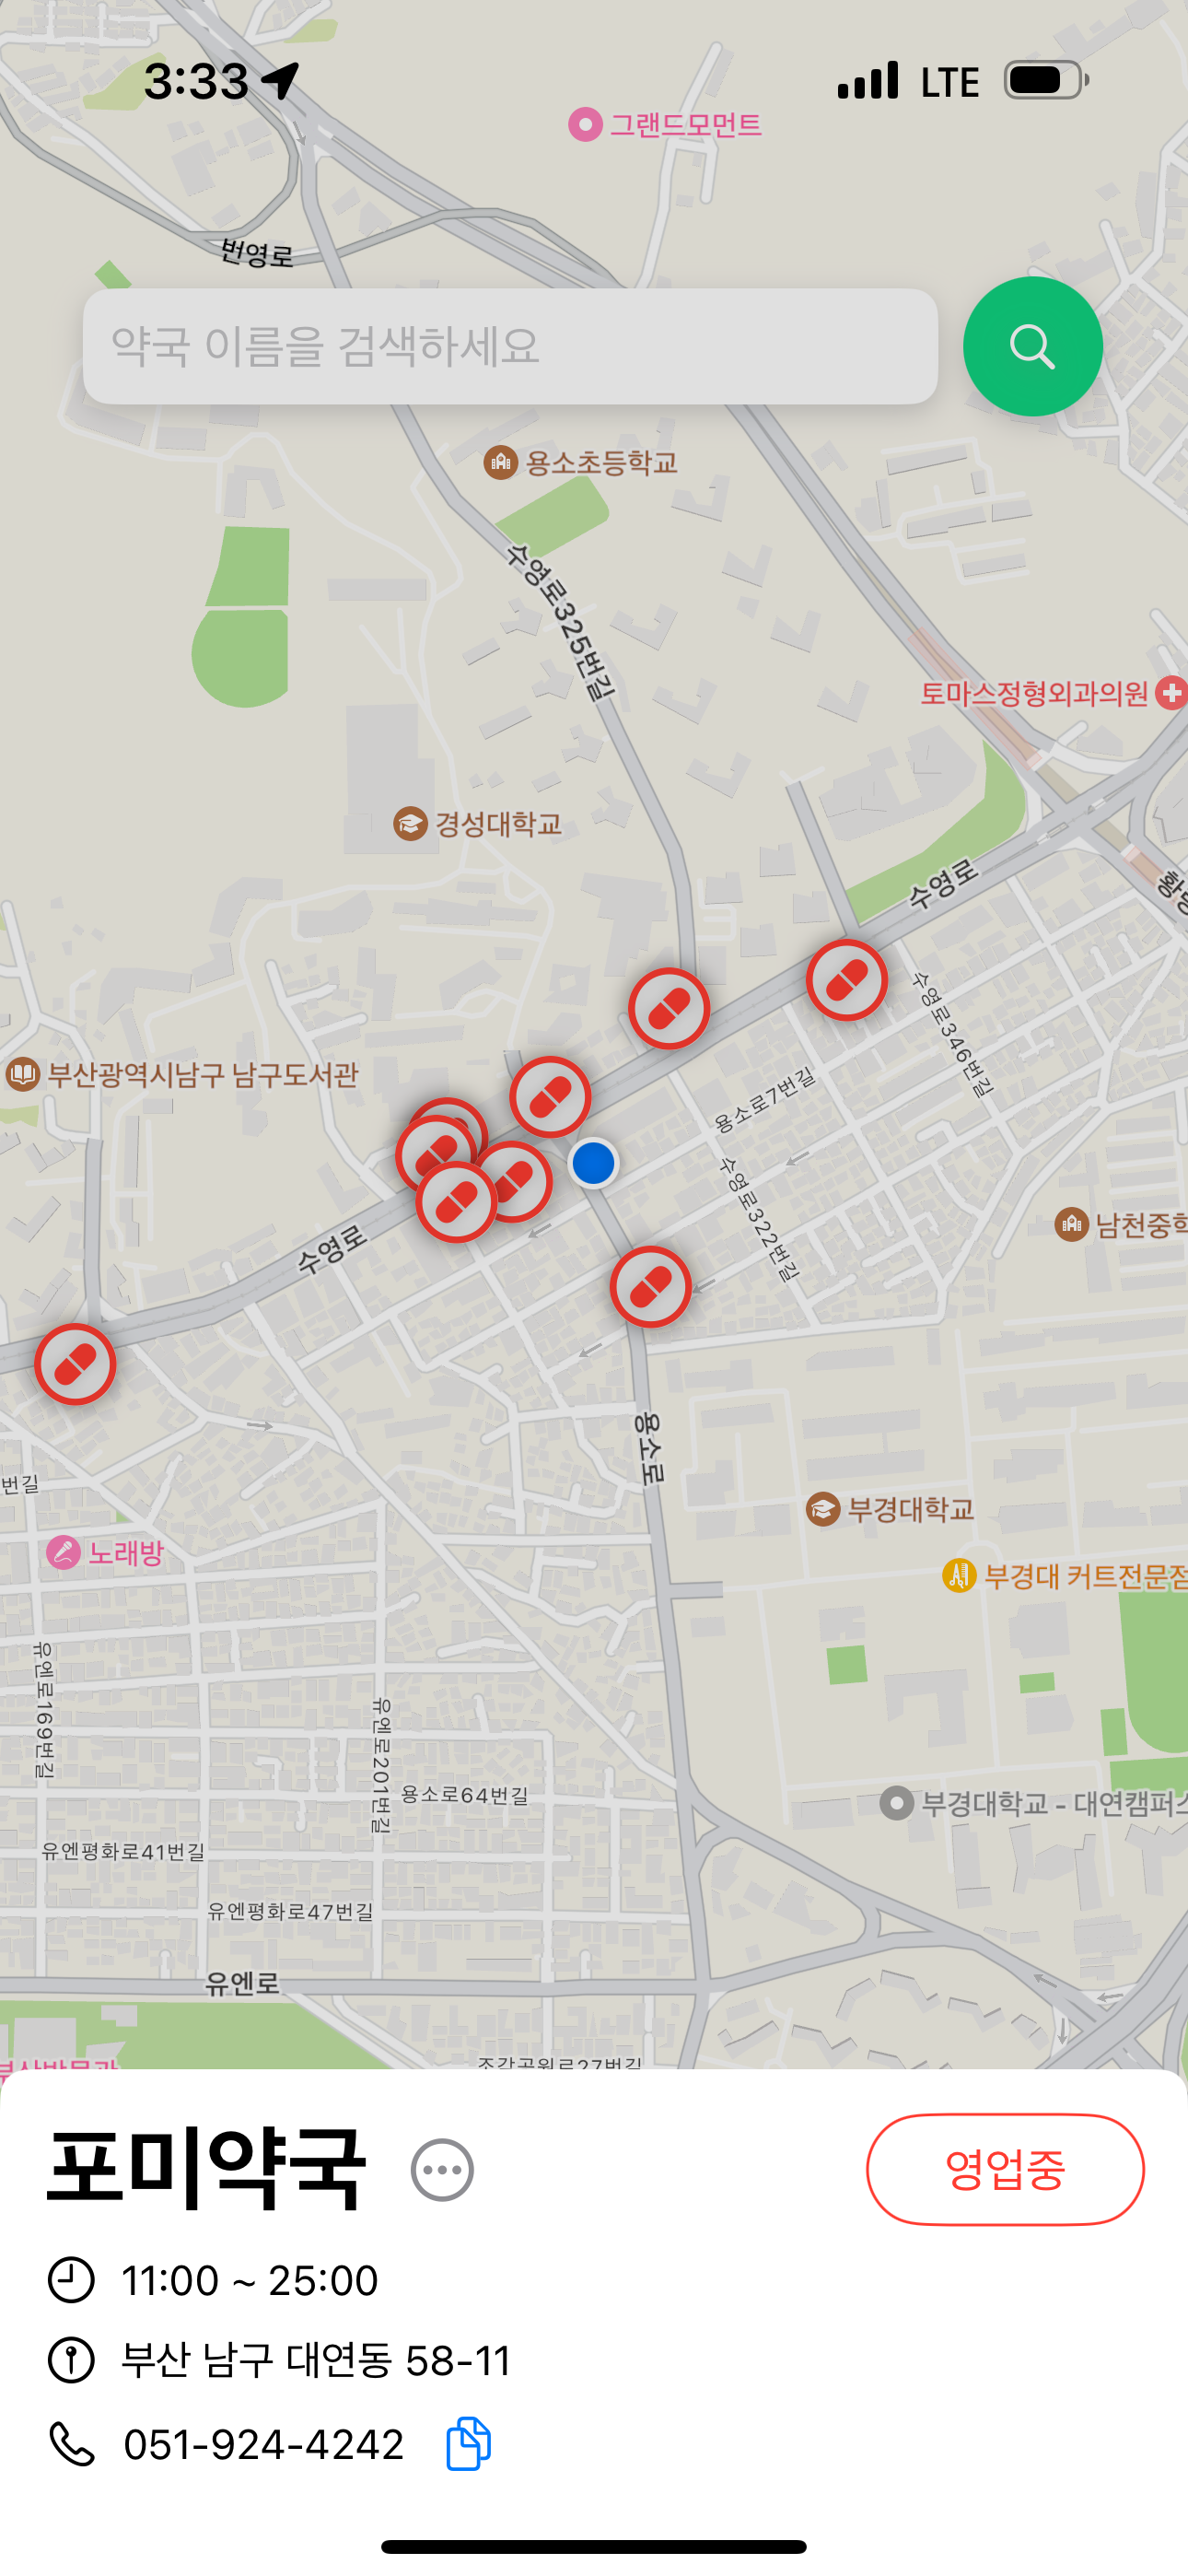 3:33
LTE
그랜드모먼트
번영로
약국 이름을 검색하세요
용소초등학교
수영로325번길
토마스정형외과의원
경성대학교
수영로
수영로346번길
부산광역시남구 남구도서관
용소로7번길
수영로322번길
남천중학
수영로
용소로
번길
부경대학교
노래방
부경대 커트전문점
유엔로169번길
유엔로201번길
용소로64번길
부경대학교 - 대연캠퍼스
유엔평화로41번길
유엔평화로47번길
유엔로
포미약국
영업중
11:00 ~ 25:00
부산 남구 대연동 58-11
051-924-4242